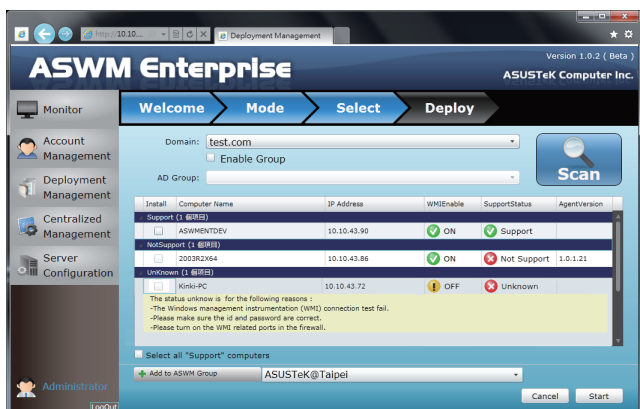 http://10.10....
Deployment Management
Version 1.0.2 ( Beta )
ASWM Enterprise
ASUSTeK Computer Inc.
Monitor
Account Management
Deployment Management
Centralized Management
Server Configuration
Administrator
LogOut
Welcome
Mode
Select
Deploy
Domain: test.com
Enable Group
AD Group:
Scan
Install Computer Name IP Address WMIEnable SupportStatus AgentVersion
Support (1 個項目)
ASWMENTDEV 10.10.43.90 ON Support
NotSupport (1 個項目)
2003R2X64 10.10.43.86 ON Not Support 1.0.1.21
UnKnown (1 個項目)
Kinki-PC 10.10.43.72 OFF Unknown
The status unknow is for the following reasons :
-The Windows management instrumentation (WMI) connection test fail.
-Please make sure the id and password are correct.
-Please turn on the WMI related ports in the firewall.
Select all "Support" computers
Add to ASWM Group ASUSTeK@Taipei
Cancel Start